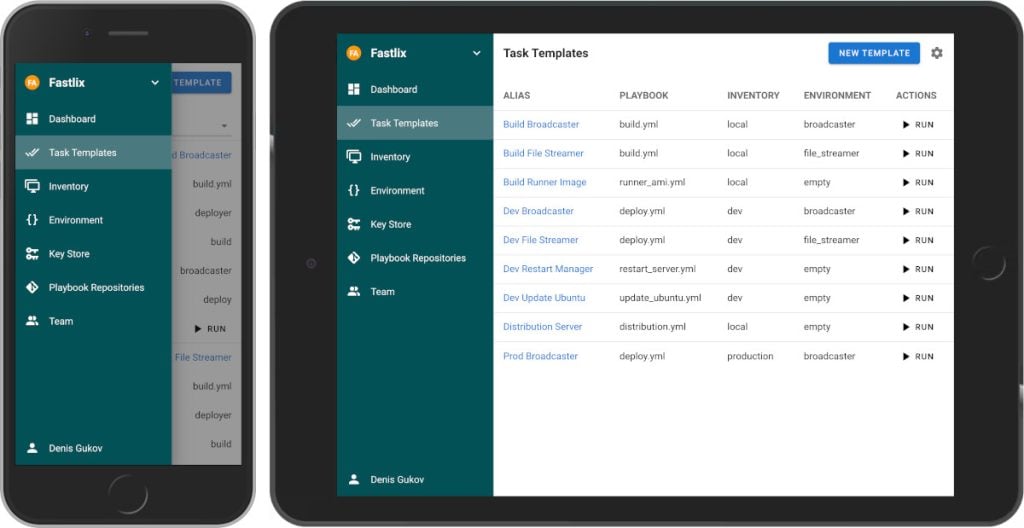 FA Fastlix
TEMPLATE
Dashboard
Task Templates
d Broadcaster
Inventory
build.yml
Environment
deployer
build
Key Store
broadcaster
Playbook Repositories
deploy
Team
RUN
File Streamer
build.yml
deployer
build
Denis Gukov
FA Fastlix
Dashboard
Task Templates
Inventory
Environment
Key Store
Playbook Repositories
Team
Denis Gukov
Task Templates NEW TEMPLATE
ALIAS PLAYBOOK INVENTORY ENVIRONMENT ACTIONS
Build Broadcaster build.yml local broadcaster RUN
Build File Streamer build.yml local file_streamer RUN
Build Runner Image runner_ami.yml local empty RUN
Dev Broadcaster deploy.yml dev broadcaster RUN
Dev File Streamer deploy.yml dev file_streamer RUN
Dev Restart Manager restart_server.yml dev empty RUN
Dev Update Ubuntu update_ubuntu.yml dev empty RUN
Distribution Server distribution.yml local empty RUN
Prod Broadcaster deploy.yml production broadcaster RUN